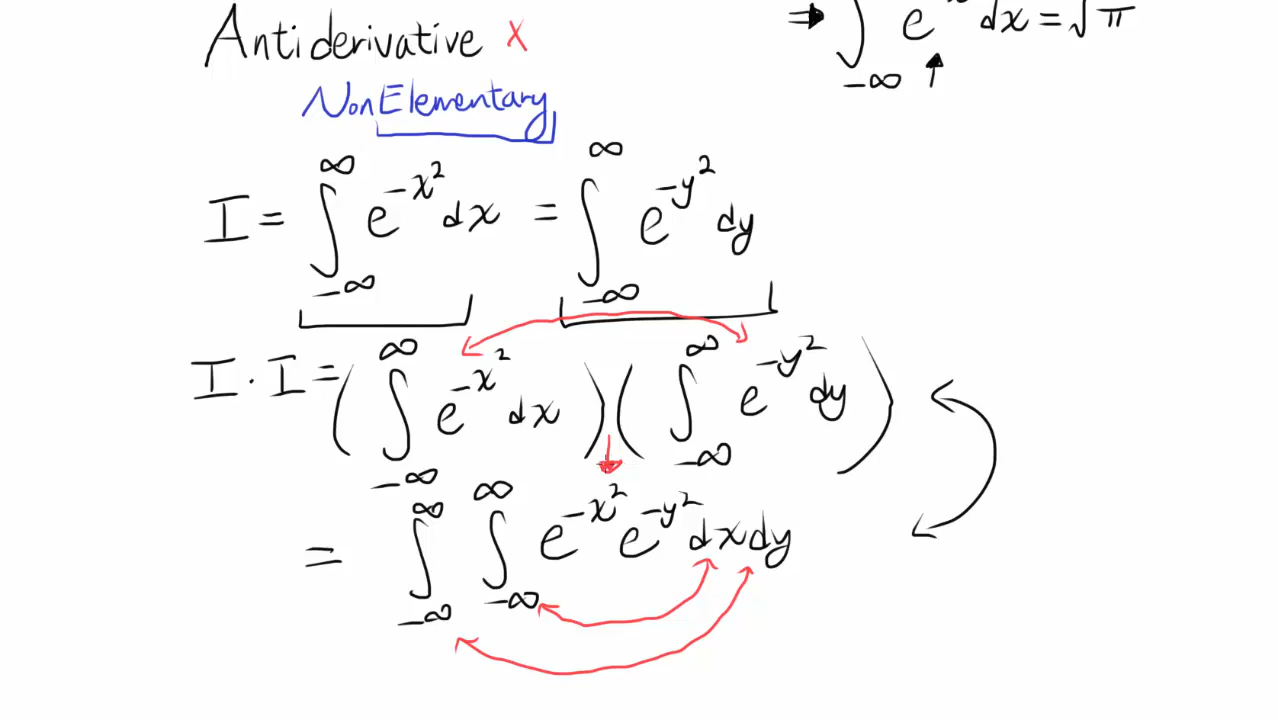 Antiderivative x
⇒ ∫_{-∞} e^{-x} dx = √π
NonElementary
I = ∫_{-∞}^{∞} e^{-x²} dx = ∫_{-∞}^{∞} e^{-y²} dy
I · I = (∫_{-∞}^{∞} e^{-x²} dx)(∫_{-∞}^{∞} e^{-y²} dy)
= ∫_{-∞}^{∞} ∫_{-∞}^{∞} e^{-x²} e^{-y²} dx dy